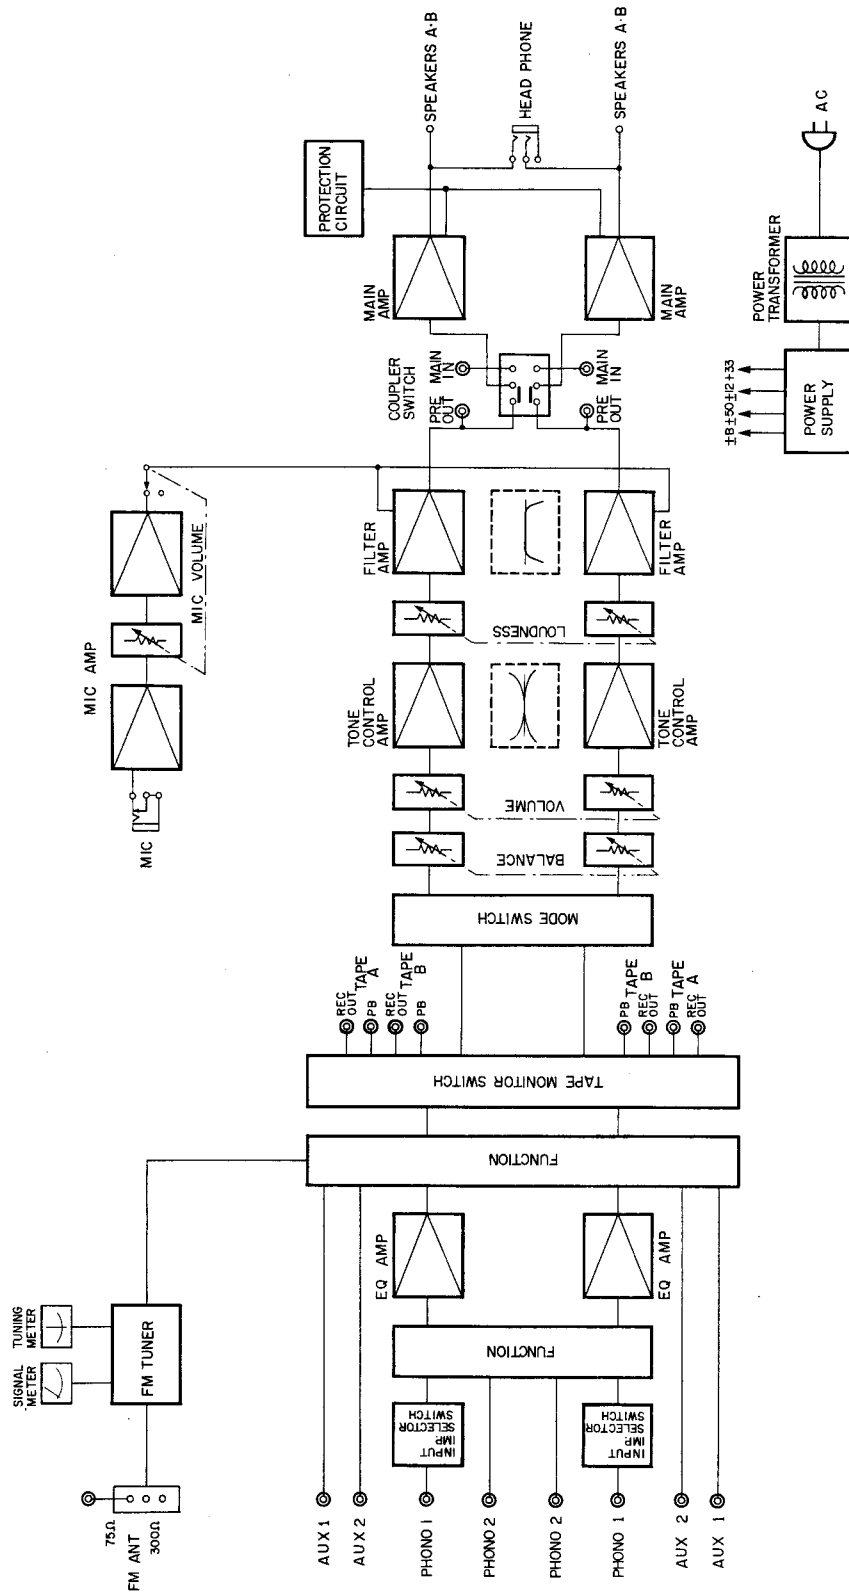 FM ANT
75Ω
300Ω
SIGNAL
METER
TUNING
METER
FM TUNER
AUX 1
AUX 2
PHONO 1
PHONO 2
PHONO 2
PHONO 1
AUX 2
AUX 1
INPUT
SELECTOR
IMP.
SWITCH
INPUT
SELECTOR
IMP.
SWITCH
FUNCTION
EQ AMP
EQ AMP
FUNCTION
TAPE MONITOR SWITCH
REC
OUT
TAPE
A
PB
REC
OUT
TAPE
B
PB
PB
TAPE
B
REC
OUT
PB
TAPE
A
REC
OUT
MODE SWITCH
BALANCE
VOLUME
TONE
CONTROL
AMP
TONE
CONTROL
AMP
LOUDNESS
FILTER
AMP
FILTER
AMP
MIC
MIC AMP
MIC VOLUME
PRE
OUT
MAIN
IN
COUPLER
SWITCH
PRE
OUT
MAIN
IN
MAIN
AMP
MAIN
AMP
PROTECTION
CIRCUIT
SPEAKERS A·B
HEAD PHONE
SPEAKERS A·B
±B ±50 ±12 +33
POWER
SUPPLY
POWER
TRANSFORMER
AC